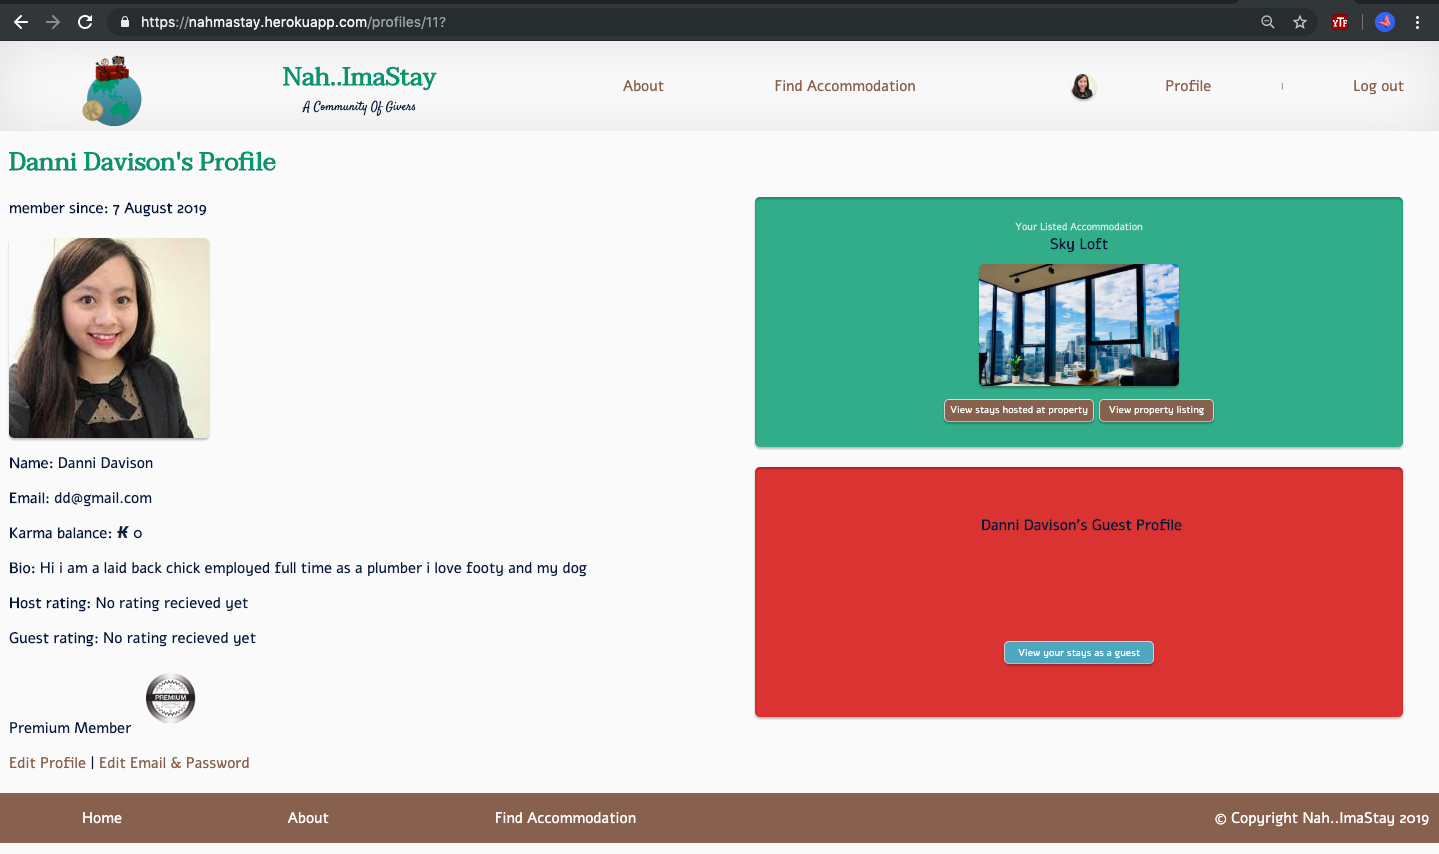 https://nahmastay.herokuapp.com/profiles/11?
YTP
Nah..ImaStay
A Community Of Givers
About
Find Accommodation
Profile
|
Log out
Danni Davison's Profile
member since: 7 August 2019
Your Listed Accommodation
Sky Loft
View stays hosted at property
View property listing
Name: Danni Davison
Email: dd@gmail.com
Karma balance: K 0
Bio: Hi i am a laid back chick employed full time as a plumber i love footy and my dog
Host rating: No rating recieved yet
Guest rating: No rating recieved yet
Danni Davison's Guest Profile
View your stays as a guest
PREMIUM
Premium Member
Edit Profile | Edit Email & Password
Home
About
Find Accommodation
© Copyright Nah..ImaStay 2019